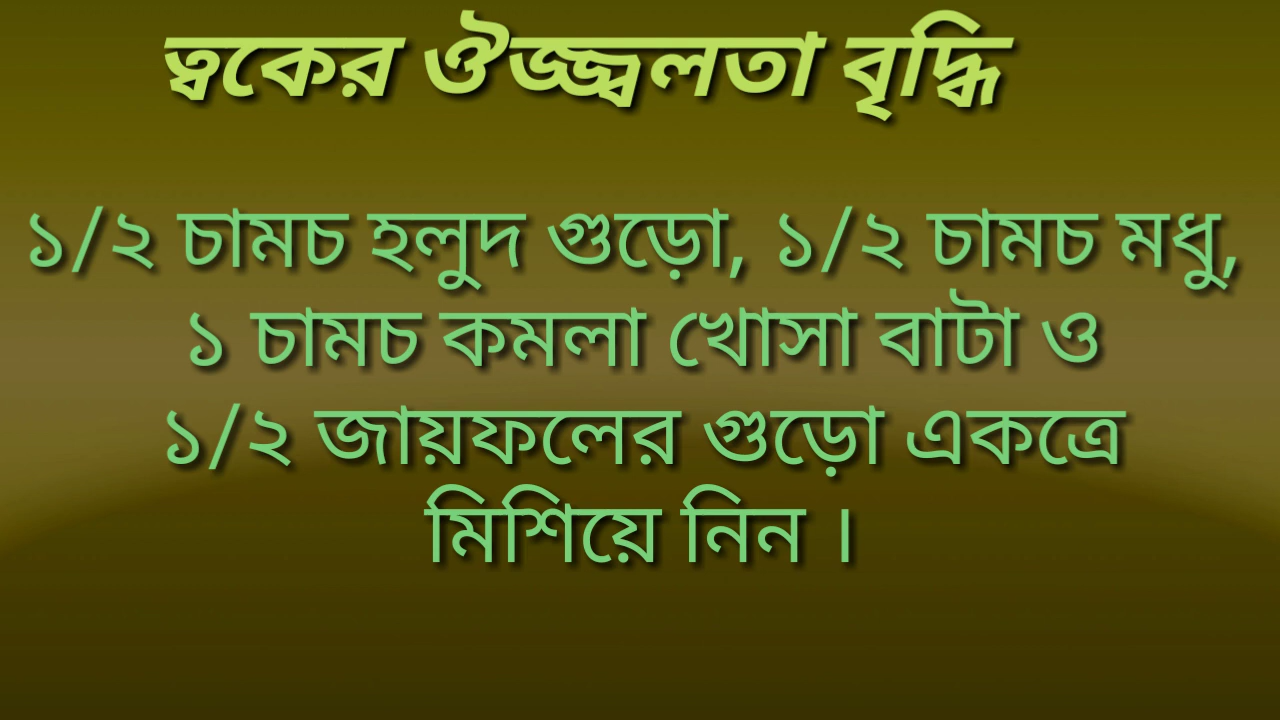 ত্বকের ঔজ্জ্বলতা বৃদ্ধি
১/২ চামচ হলুদ গুড়ো, ১/২ চামচ মধু,
১ চামচ কমলা খোসা বাটা ও
১/২ জায়ফলের গুড়ো একত্রে
মিশিয়ে নিন ।